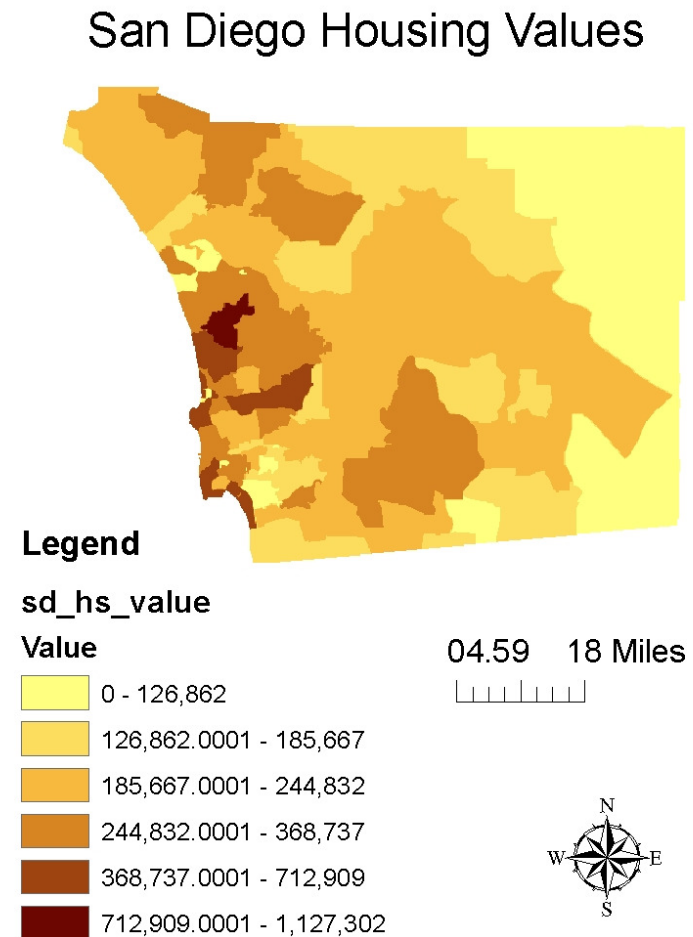 San Diego Housing Values
Legend
sd_hs_value
Value
0 - 126,862
126,862.0001 - 185,667
185,667.0001 - 244,832
244,832.0001 - 368,737
368,737.0001 - 712,909
712,909.0001 - 1,127,302
04.59 18 Miles
N
W E
S